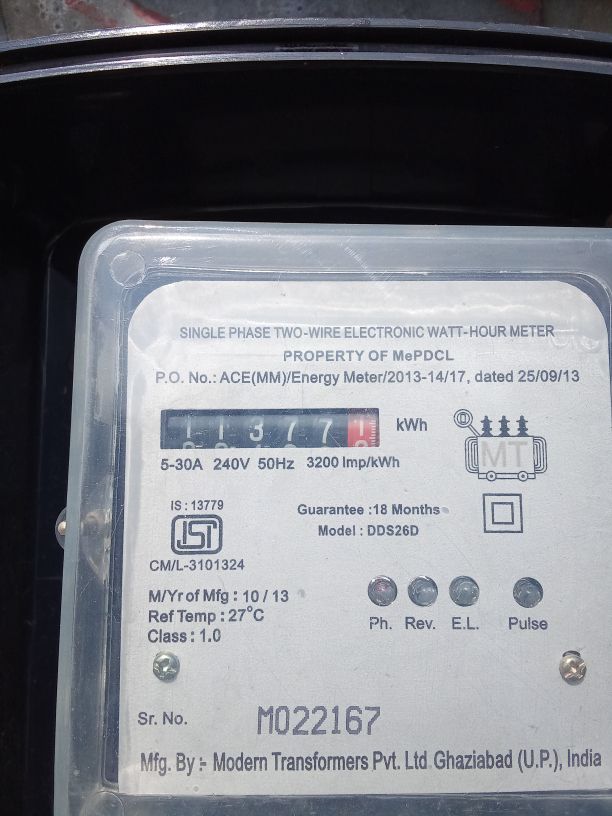 SINGLE PHASE TWO-WIRE ELECTRONIC WATT-HOUR METER
PROPERTY OF MePDCL
P.O. No.: ACE(MM)/Energy Meter/2013-14/17, dated 25/09/13
11377 1 kWh
5-30A 240V 50Hz 3200 Imp/kWh
MT
IS : 13779
ISI
CM/L-3101324
Guarantee :18 Months
Model : DDS26D
M/Yr of Mfg : 10 / 13
Ref Temp : 27°C
Class : 1.0
Ph. Rev. E.L. Pulse
Sr. No. M022167
Mfg. By :- Modern Transformers Pvt. Ltd Ghaziabad (U.P.), India